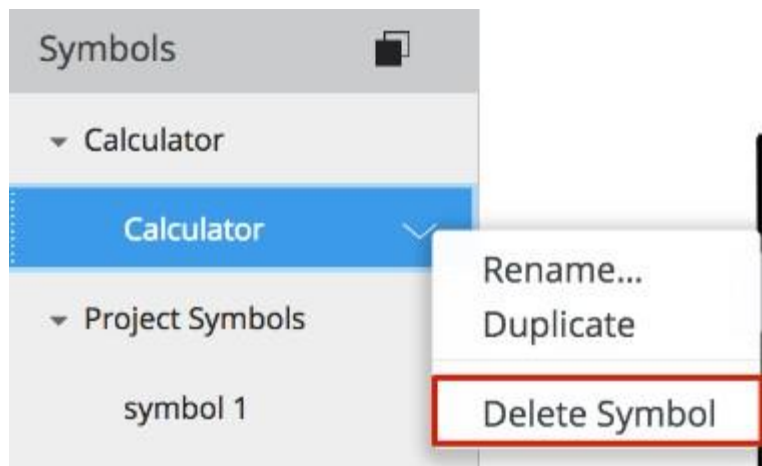 Symbols
Calculator
Calculator
Project Symbols
symbol 1
Rename...
Duplicate
Delete Symbol